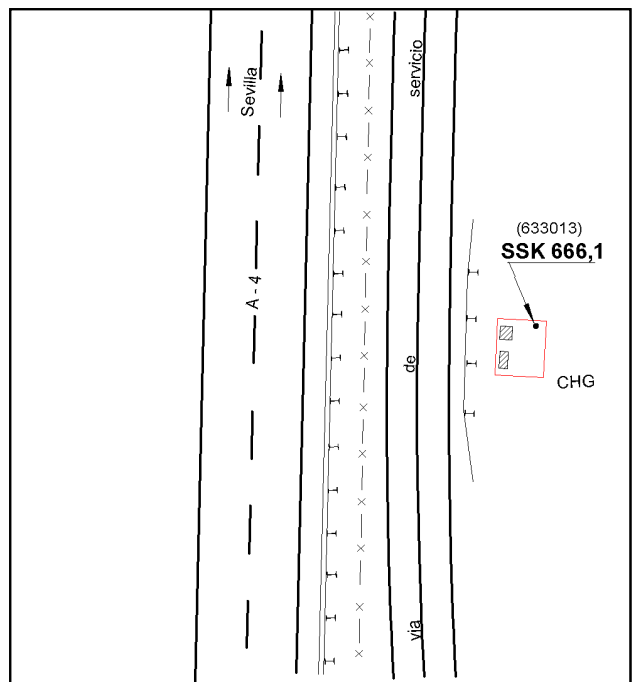 Sevilla
A - 4
servicio
de
via
(633013)
SSK 666,1
CHG